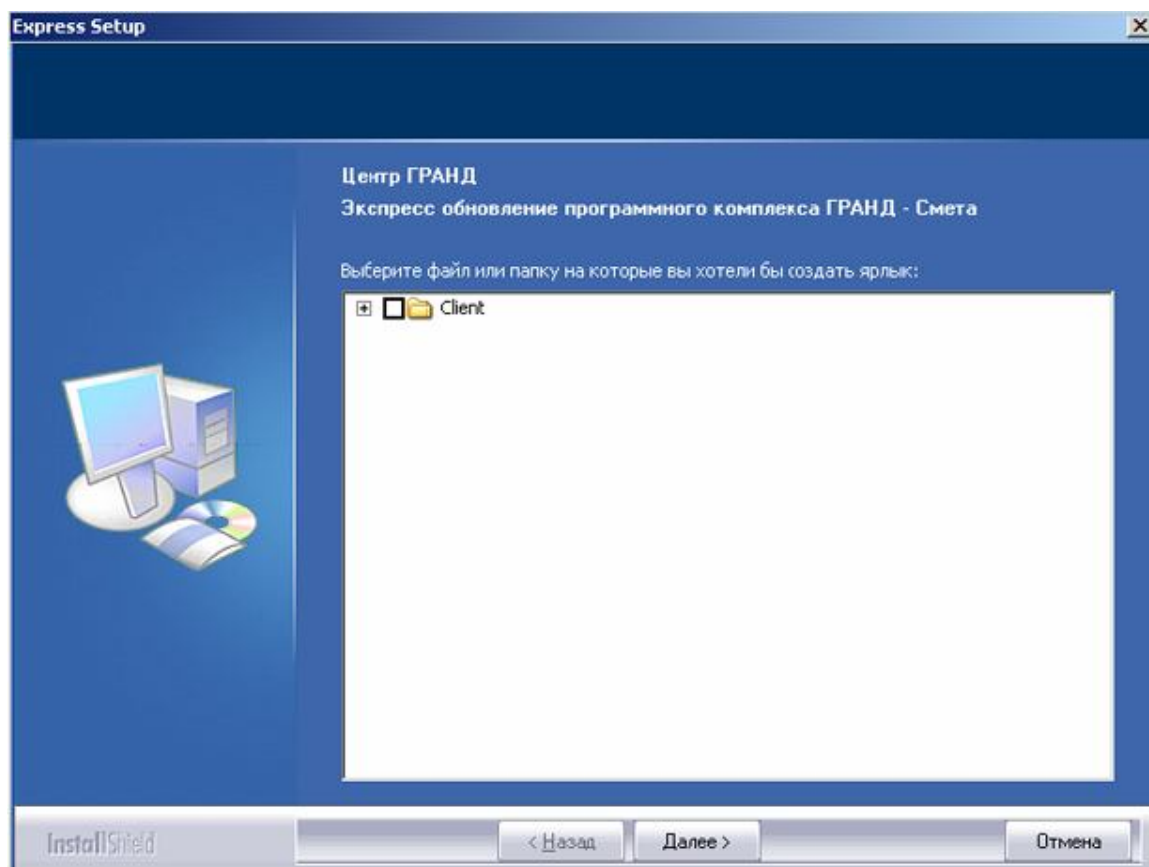 Express Setup
Центр ГРАНД
Экспресс обновление программного комплекса ГРАНД - Смета
Выберите файл или папку на которые вы хотели бы создать ярлык:
Client
InstallShield
< Назад
Далее >
Отмена